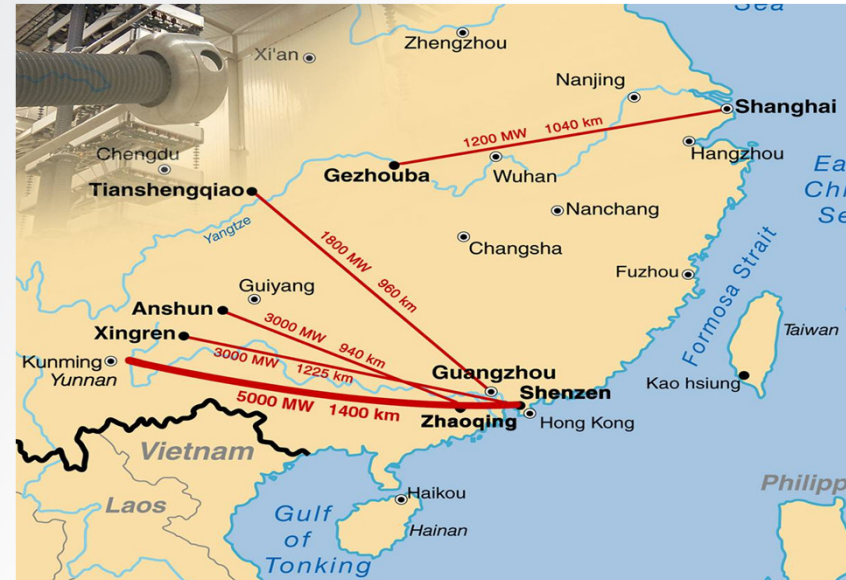 Sea
Xi'an
Zhengzhou
Nanjing
Shanghai
1200 MW 1040 km
Hangzhou
Chengdu
Gezhouba
Wuhan
Ea
Chi
Se
Tianshengqiao
Yangtze
Nanchang
Changsha
1800 MW 960 km
Fuzhou
Formosa Strait
Guiyang
Anshun
3000 MW 940 km
Xingren
3000 MW 1225 km
Taiwan
Kunming
Yunnan
Guangzhou
Shenzen
Kao hsiung
5000 MW 1400 km
Zhaoqing
Hong Kong
Vietnam
Laos
Haikou
Hainan
Gulf
of
Tonking
Philipp